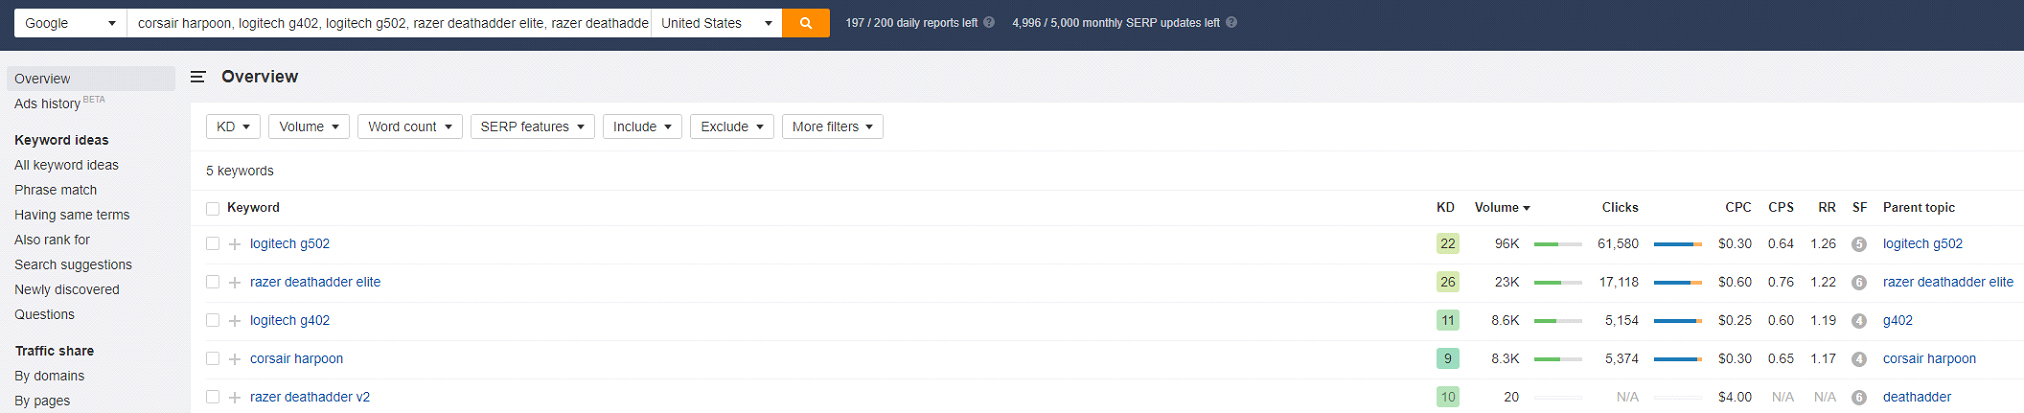 Google corsair harpoon, logitech g402, logitech g502, razer deathadder elite, razer deathadde United States 197 / 200 daily reports left ? 4,996 / 5,000 monthly SERP updates left ?
Overview
Ads history BETA
Keyword ideas
All keyword ideas
Phrase match
Having same terms
Also rank for
Search suggestions
Newly discovered
Questions
Traffic share
By domains
By pages
Overview
KD Volume Word count SERP features Include Exclude More filters
5 keywords
Keyword KD Volume Clicks CPC CPS RR SF Parent topic
logitech g502 22 96K 61,580 $0.30 0.64 1.26 5 logitech g502
razer deathadder elite 26 23K 17,118 $0.60 0.76 1.22 6 razer deathadder elite
logitech g402 11 8.6K 5,154 $0.25 0.60 1.19 4 g402
corsair harpoon 9 8.3K 5,374 $0.30 0.65 1.17 4 corsair harpoon
razer deathadder v2 10 20 N/A $4.00 N/A N/A 6 deathadder